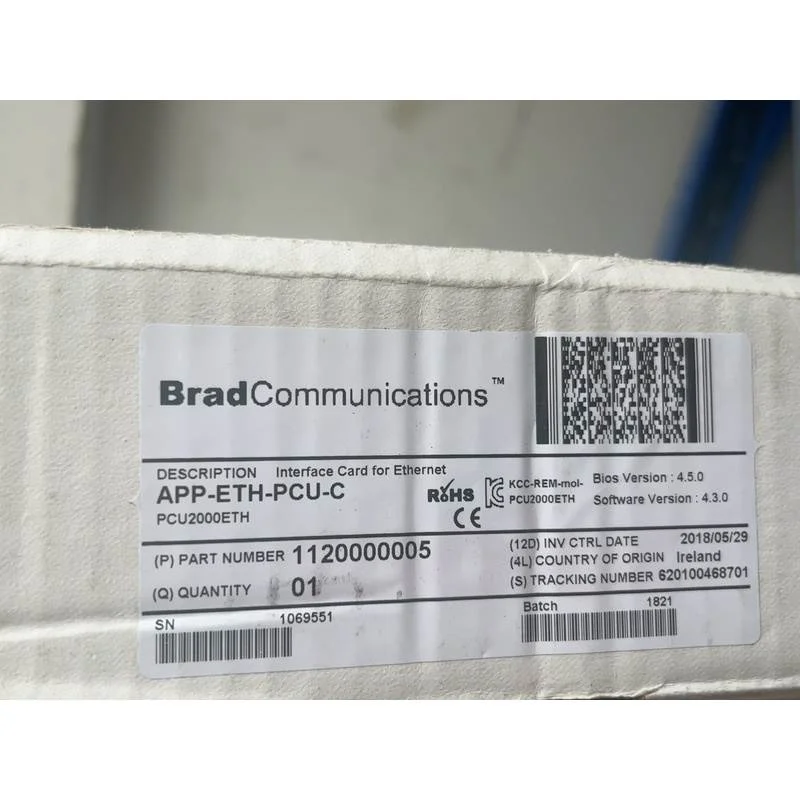 BradCommunications™
DESCRIPTION Interface Card for Ethernet
APP-ETH-PCU-C
PCU2000ETH
RoHS
CE
KCC-REM-mol-
PCU2000ETH
Bios Version : 4.5.0
Software Version : 4.3.0
(P) PART NUMBER 1120000005
(Q) QUANTITY 01
(12D) INV CTRL DATE 2018/05/29
(4L) COUNTRY OF ORIGIN Ireland
(S) TRACKING NUMBER 620100468701
SN 1069551
Batch 1821